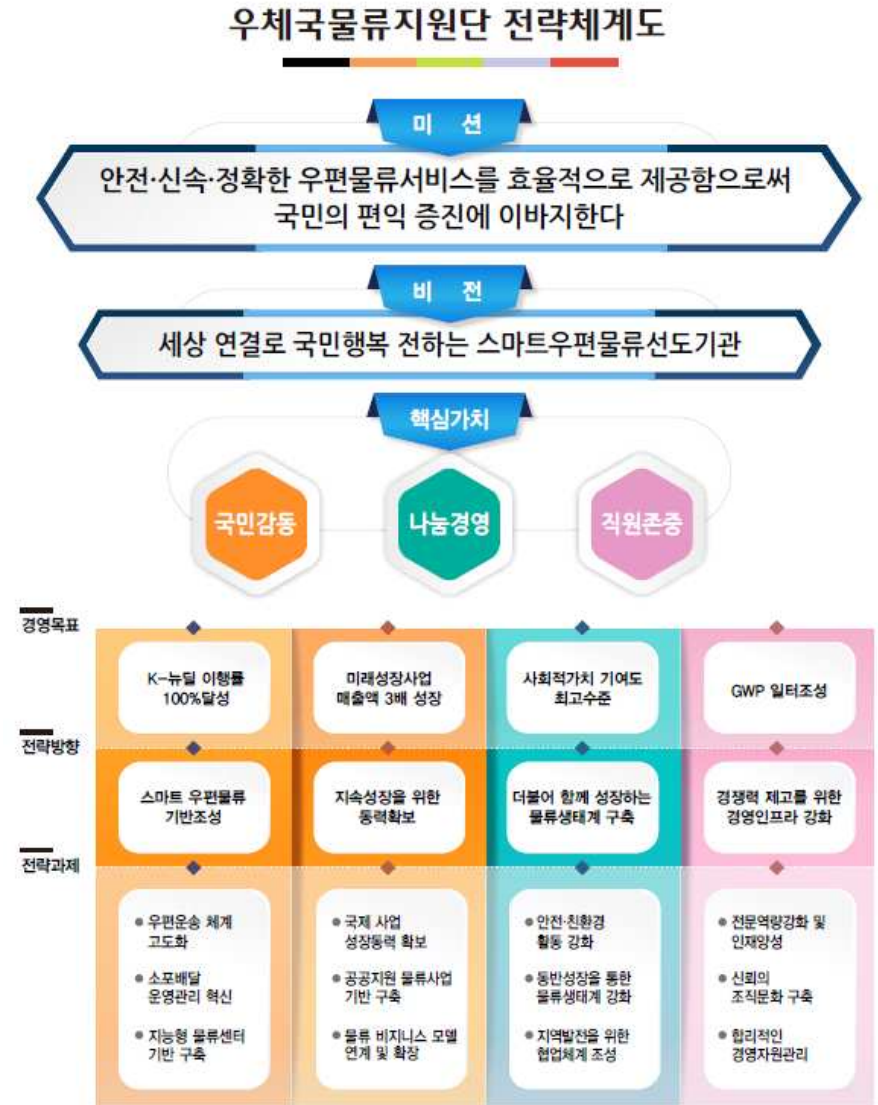 우체국물류지원단 전략체계도
미 션
안전·신속·정확한 우편물류서비스를 효율적으로 제공함으로써
국민의 편익 증진에 이바지한다
비 전
세상 연결로 국민행복 전하는 스마트우편물류선도기관
핵심가치
국민감동
나눔경영
직원존중
경영목표
K-뉴딜 이행률
100%달성
미래성장사업
매출액 3배 성장
사회적가치 기여도
최고수준
GWP 일터조성
전략방향
스마트 우편물류
기반조성
지속성장을 위한
동력확보
더불어 함께 성장하는
물류생태계 구축
경쟁력 제고를 위한
경영인프라 강화
전략과제
● 우편운송 체계
고도화
● 소포배달
운영관리 혁신
● 지능형 물류센터
기반 구축
● 국제 사업
성장동력 확보
● 공공지원 물류사업
기반 구축
● 물류 비지니스 모델
연계 및 확장
● 안전·친환경
활동 강화
● 동반성장을 통한
물류생태계 강화
● 지역발전을 위한
협업체계 조성
● 전문역량강화 및
인재양성
● 신뢰의
조직문화 구축
● 합리적인
경영자원관리